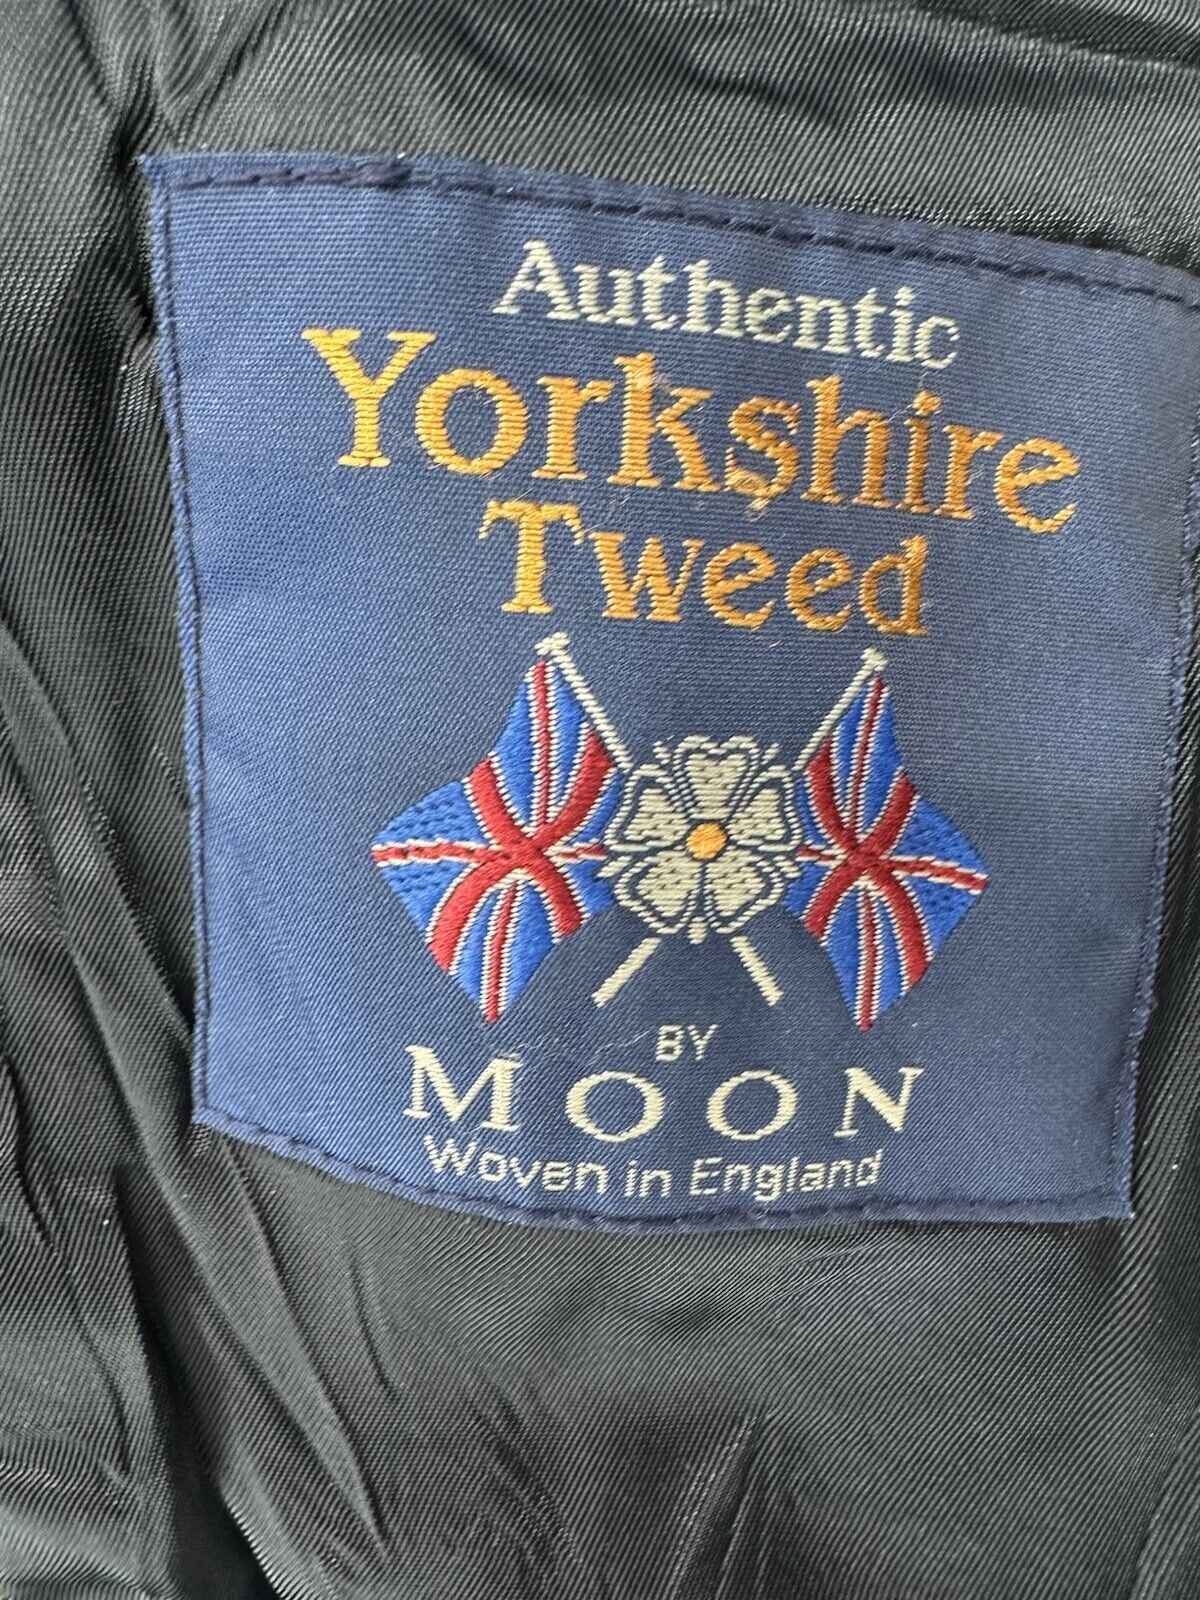 Authentic
Yorkshire
Tweed
BY
MOON
Woven in England